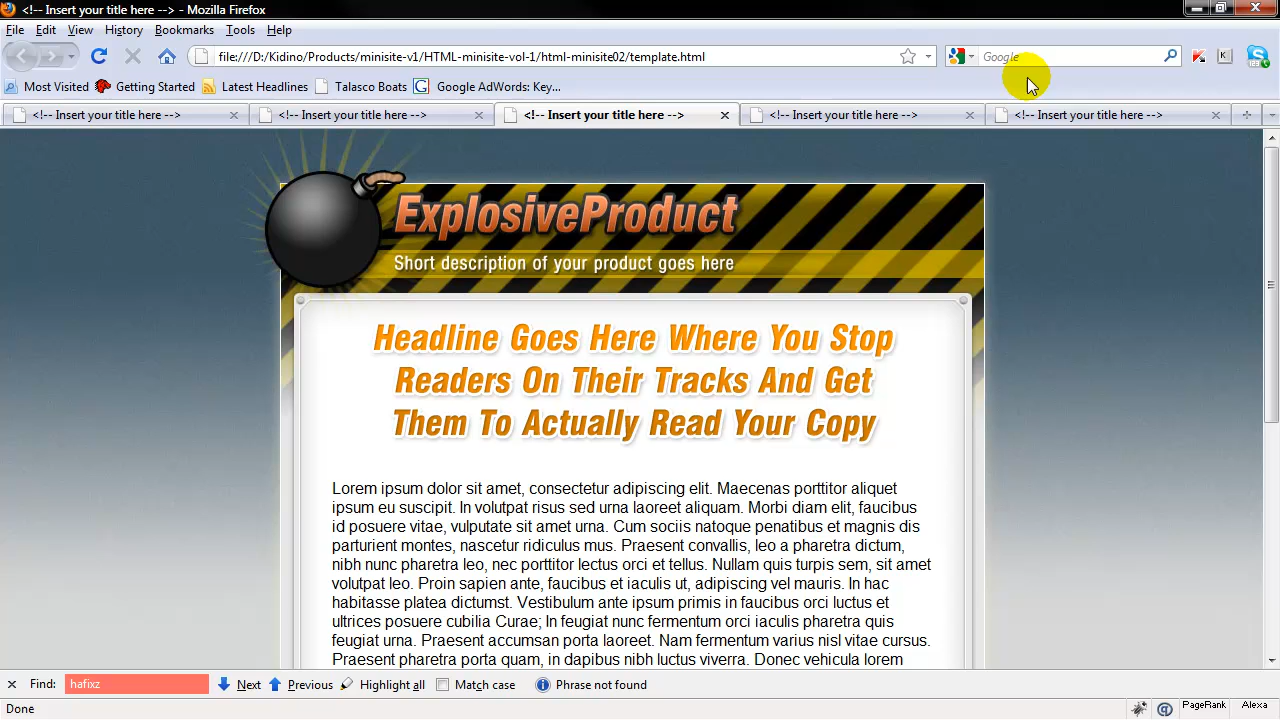 <!-- Insert your title here --> - Mozilla Firefox
File Edit View History Bookmarks Tools Help
file:///D:/Kidino/Products/minisite-v1/HTML-minisite-vol-1/html-minisite02/template.html Google
Most Visited Getting Started Latest Headlines Talasco Boats Google AdWords: Key...
<!-- Insert your title here --> <!-- Insert your title here --> <!-- Insert your title here --> <!-- Insert your title here --> <!-- Insert your title here -->
ExplosiveProduct
Short description of your product goes here
Headline Goes Here Where You Stop
Readers On Their Tracks And Get
Them To Actually Read Your Copy
Lorem ipsum dolor sit amet, consectetur adipiscing elit. Maecenas porttitor aliquet
ipsum eu suscipit. In volutpat risus sed urna laoreet aliquam. Morbi diam elit, faucibus
id posuere vitae, vulputate sit amet urna. Cum sociis natoque penatibus et magnis dis
parturient montes, nascetur ridiculus mus. Praesent convallis, leo a pharetra dictum,
nibh nunc pharetra leo, nec porttitor lectus orci et tellus. Nullam quis turpis sem, sit amet
volutpat leo. Proin sapien ante, faucibus et iaculis ut, adipiscing vel mauris. In hac
habitasse platea dictumst. Vestibulum ante ipsum primis in faucibus orci luctus et
ultrices posuere cubilia Curae; In feugiat nunc fermentum orci iaculis pharetra quis
feugiat urna. Praesent accumsan porta laoreet. Nam fermentum varius nisl vitae cursus.
Praesent pharetra porta quam, in dapibus nibh luctus viverra. Donec vehicula lorem
Find: hafixz Next Previous Highlight all Match case Phrase not found
Done PageRank Alexa